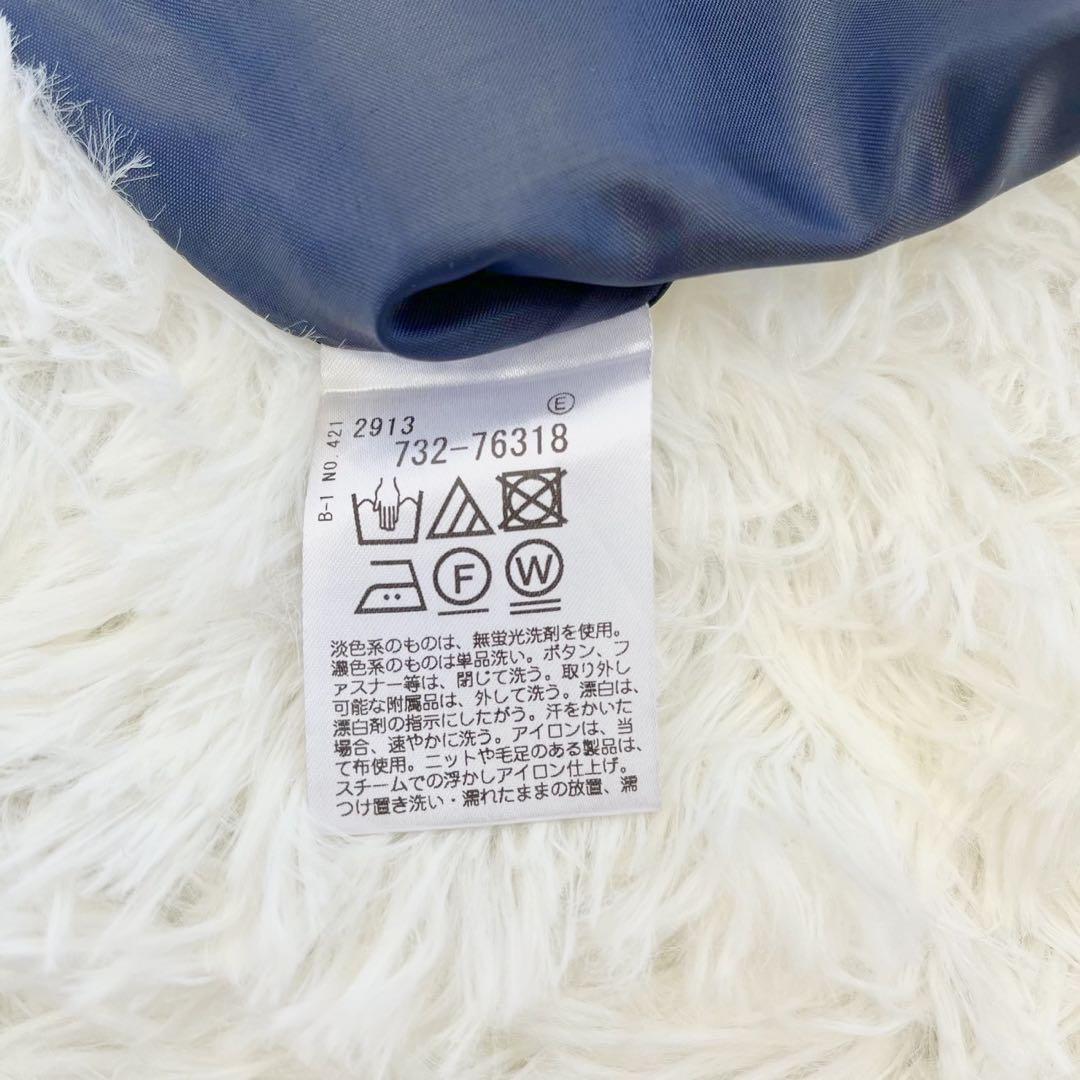 E
2913
732-76318
B-1 NO.421
F
W
淡色系のものは、無蛍光洗剤を使用。
濃色系のものは単品洗い。ボタン、フ
ァスナー等は、閉じて洗う。取り外し
可能な附属品は、外して洗う。漂白は、
漂白剤の指示にしたがう。汗をかいた
場合、速やかに洗う。アイロンは、当
て布使用。ニットや毛足のある製品は、
スチームでの浮かしアイロン仕上げ。
つけ置き洗い・濡れたままの放置、濡